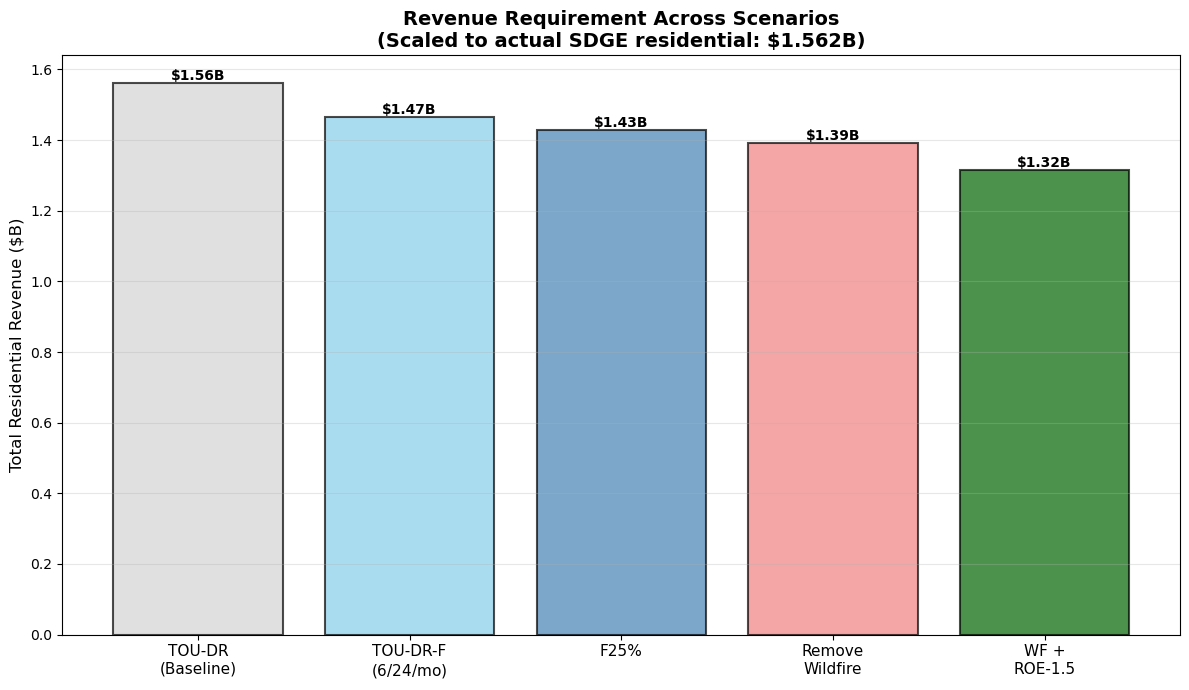 Revenue Requirement Across Scenarios
(Scaled to actual SDGE residential: $1.562B)
Total Residential Revenue ($B)
1.6
1.4
1.2
1.0
0.8
0.6
0.4
0.2
0.0
$1.56B
$1.47B
$1.43B
$1.39B
$1.32B
TOU-DR
(Baseline)
TOU-DR-F
(6/24/mo)
F25%
Remove
Wildfire
WF +
ROE-1.5